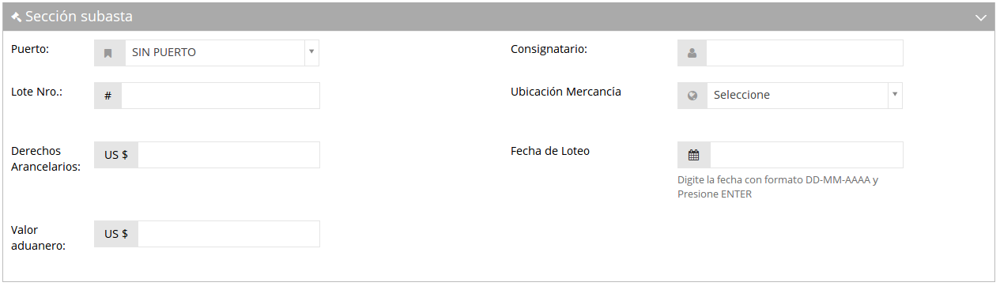 Sección subasta
Puerto:
SIN PUERTO
Consignatario:
Lote Nro.:
#
Ubicación Mercancía
Seleccione
Derechos
Arancelarios:
US $
Fecha de Loteo
Digite la fecha con formato DD-MM-AAAA y
Presione ENTER
Valor
aduanero:
US $